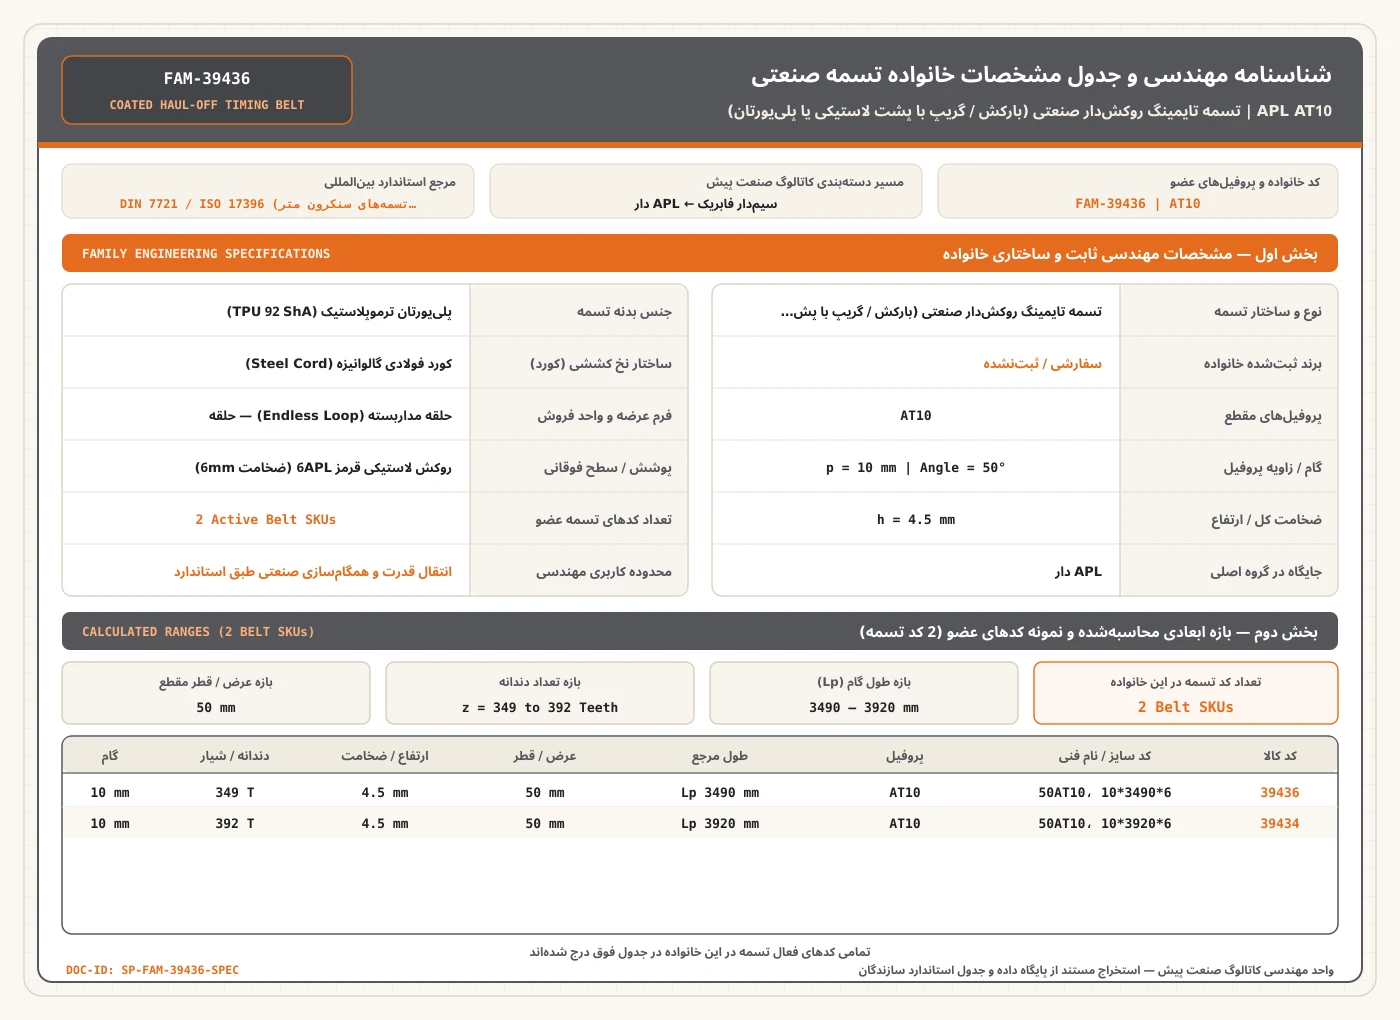 شناسنامه مهندسی و جدول مشخصات خانواده تسمه صنعتی
APL AT10 | تسمه تایمینگ روکش‌دار صنعتی (بارکش / گریپ با پشت لاستیکی یا پلی‌یورتان)
FAM-39436
COATED HAUL-OFF TIMING BELT
کد خانواده و پروفیل‌های عضو
FAM-39436 | AT10
مسیر دسته‌بندی کاتالوگ صنعت پیش
سیم‌دار فابریک ← APL دار
مرجع استاندارد بین‌المللی
DIN 7721 / ISO 17396 (تسمه‌های سنکرون متر…
بخش اول — مشخصات مهندسی ثابت و ساختاری خانواده
FAMILY ENGINEERING SPECIFICATIONS
نوع و ساختار تسمه
تسمه تایمینگ روکش‌دار صنعتی (بارکش / گریپ با پش...
برند ثبت‌شده خانواده
سفارشی / ثبت‌نشده
پروفیل‌های مقطع
AT10
گام / زاویه پروفیل
p = 10 mm | Angle = 50°
ضخامت کل / ارتفاع
h = 4.5 mm
جایگاه در گروه اصلی
APL دار
جنس بدنه تسمه
پلی‌یورتان ترموپلاستیک (TPU 92 ShA)
ساختار نخ کششی (کورد)
کورد فولادی گالوانیزه (Steel Cord)
فرم عرضه و واحد فروش
حلقه مداربسته (Endless Loop) — حلقه
پوشش / سطح فوقانی
روکش لاستیکی قرمز 6APL (ضخامت 6mm)
تعداد کدهای تسمه عضو
2 Active Belt SKUs
محدوده کاربری مهندسی
انتقال قدرت و همگام‌سازی صنعتی طبق استاندارد
بخش دوم — بازه ابعادی محاسبه‌شده و نمونه کدهای عضو (2 کد تسمه)
CALCULATED RANGES (2 BELT SKUs)
تعداد کد تسمه در این خانواده
2 Belt SKUs
بازه طول گام (Lp)
3490 – 3920 mm
بازه تعداد دندانه
z = 349 to 392 Teeth
بازه عرض / قطر مقطع
50 mm
کد کالا کد سایز / نام فنی پروفیل طول مرجع عرض / قطر ارتفاع / ضخامت دندانه / شیار گام
39436 50AT10، 10*3490*6 AT10 Lp 3490 mm 50 mm 4.5 mm 349 T 10 mm
39434 50AT10، 10*3920*6 AT10 Lp 3920 mm 50 mm 4.5 mm 392 T 10 mm
تمامی کدهای فعال تسمه در این خانواده در جدول فوق درج شده‌اند
واحد مهندسی کاتالوگ صنعت پیش — استخراج مستند از پایگاه داده و جدول استاندارد سازندگان
DOC-ID: SP-FAM-39436-SPEC